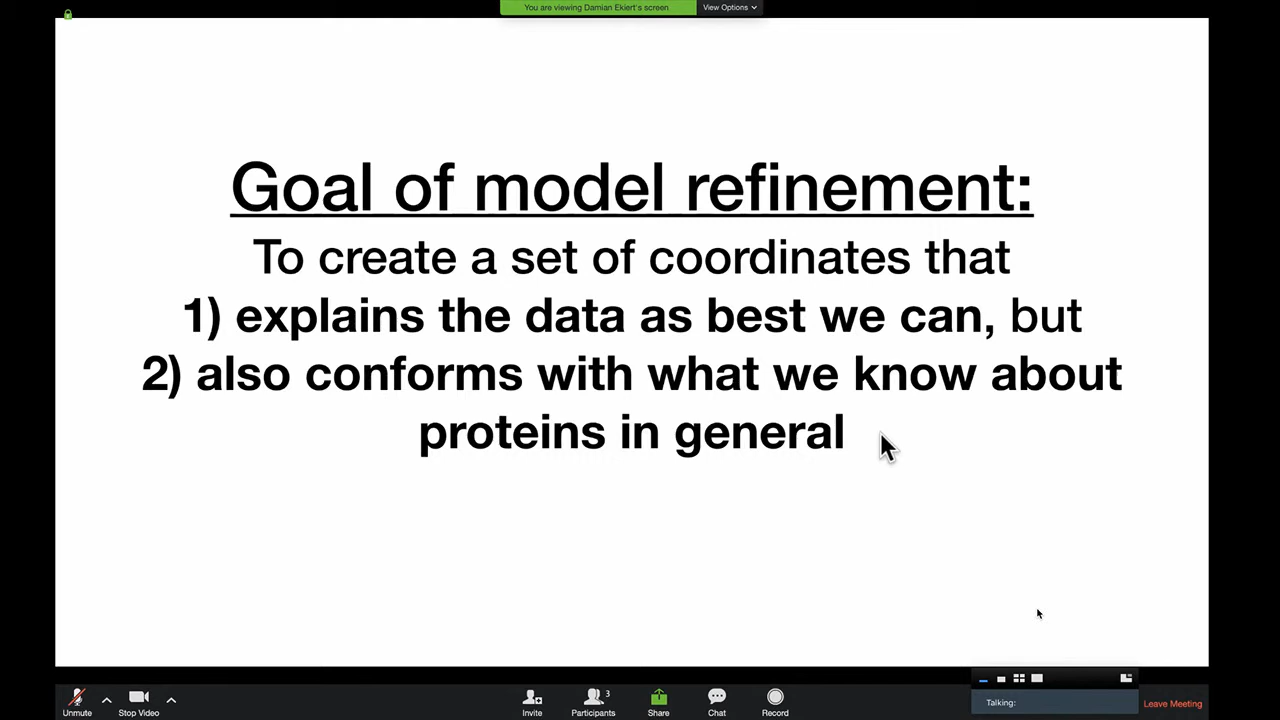 You are viewing Damian Ekiert's screen
View Options
Goal of model refinement:
To create a set of coordinates that
1) explains the data as best we can, but
2) also conforms with what we know about
proteins in general
Talking:
Unmute
Stop Video
Invite
Participants
3
Share
Chat
Record
Leave Meeting